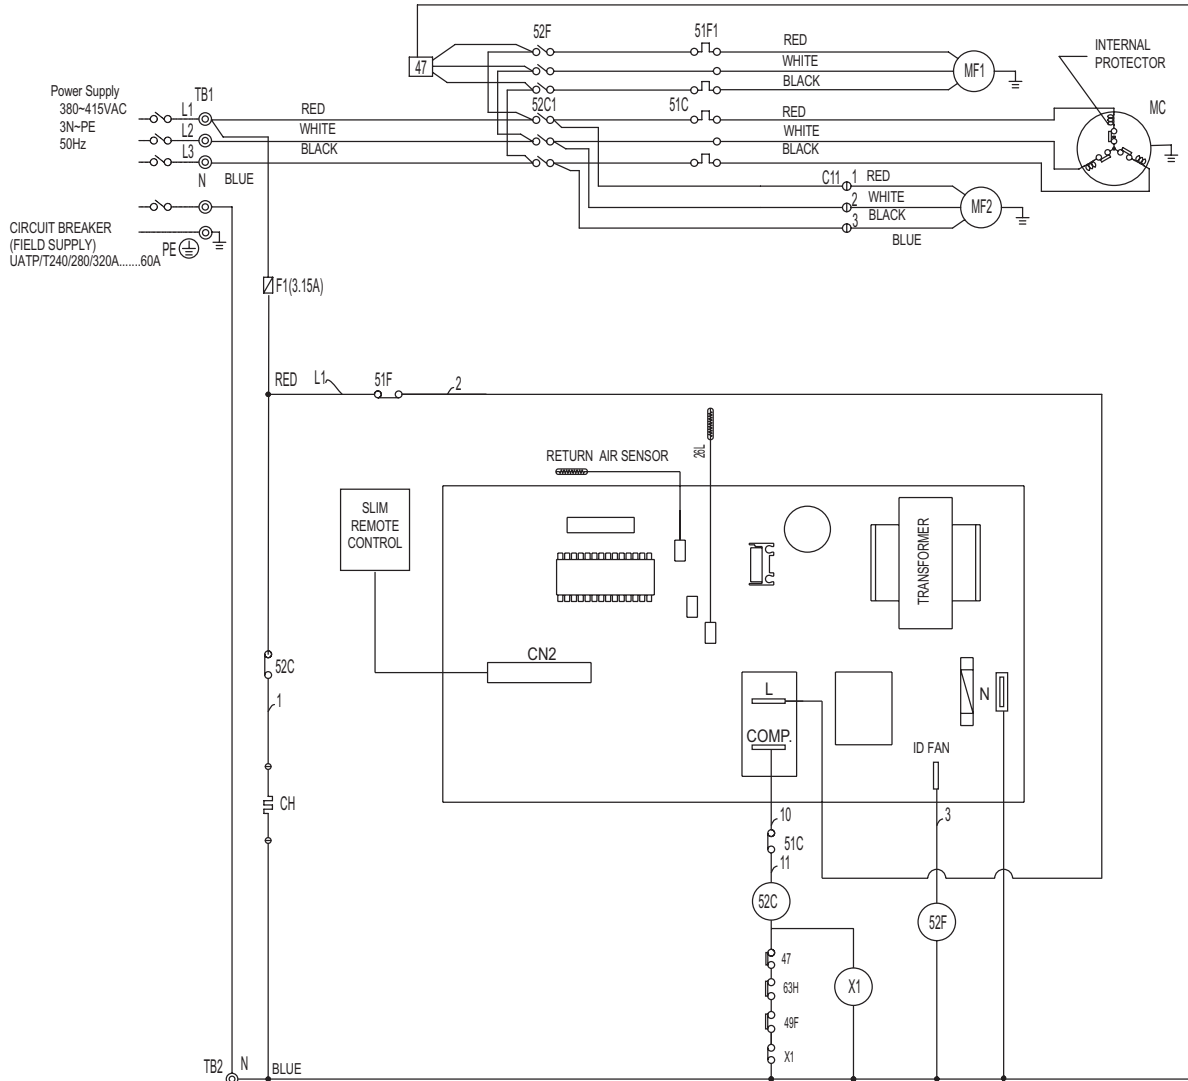 52F
51F1
RED
WHITE
BLACK
MF1
47
INTERNAL
PROTECTOR
MC
Power Supply
380~415VAC
3N~PE
50Hz
TB1
L1
L2
L3
N
RED
WHITE
BLACK
BLUE
52C1
51C
RED
WHITE
BLACK
C11
1
RED
2
WHITE
3
BLACK
BLUE
MF2
CIRCUIT BREAKER
(FIELD SUPPLY)
UATP/T240/280/320A.......60A
PE
F1(3.15A)
RED
L1
51F
2
RETURN AIR SENSOR
26L
SLIM
REMOTE
CONTROL
TRANSFORMER
CN2
L
COMP.
N
ID FAN
52C
1
CH
10
51C
11
3
52C
52F
47
63H
49F
X1
X1
TB2
N
BLUE